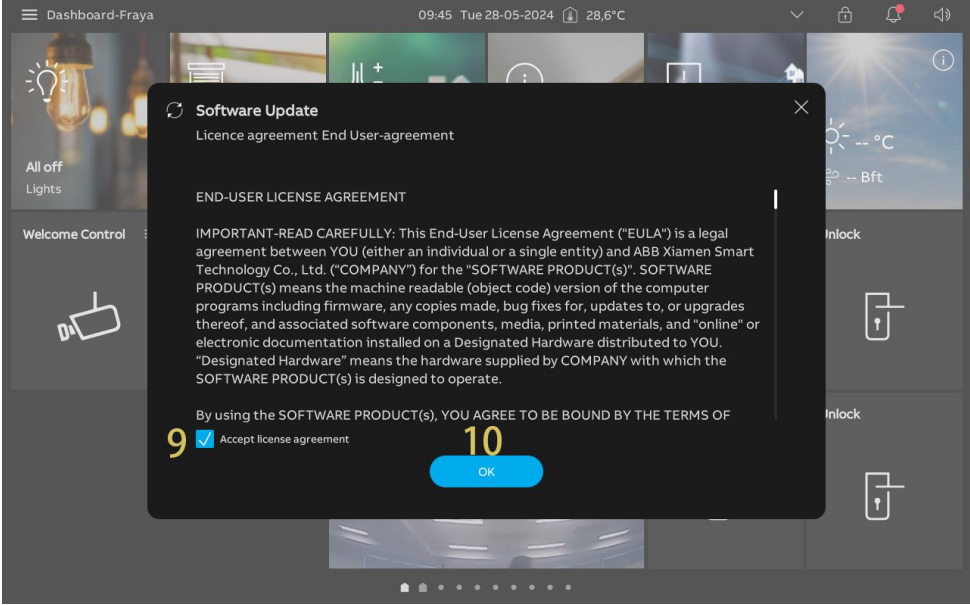 Dashboard-Fraya
09:45 Tue 28-05-2024 28,6°C
-- °C
-- Bft
All off
Lights
Welcome Control
Unlock
Software Update
Licence agreement End User-agreement
END-USER LICENSE AGREEMENT
IMPORTANT-READ CAREFULLY: This End-User License Agreement ("EULA") is a legal
agreement between YOU (either an individual or a single entity) and ABB Xiamen Smart
Technology Co., Ltd. (“COMPANY”) for the "SOFTWARE PRODUCT(s)". SOFTWARE
PRODUCT(s) means the machine readable (object code) version of the computer
programs including firmware, any copies made, bug fixes for, updates to, or upgrades
thereof, and associated software components, media, printed materials, and "online" or
electronic documentation installed on a Designated Hardware distributed to YOU.
“Designated Hardware” means the hardware supplied by COMPANY with which the
SOFTWARE PRODUCT(s) is designed to operate.
By using the SOFTWARE PRODUCT(s), YOU AGREE TO BE BOUND BY THE TERMS OF
Unlock
9 Accept license agreement
10
OK